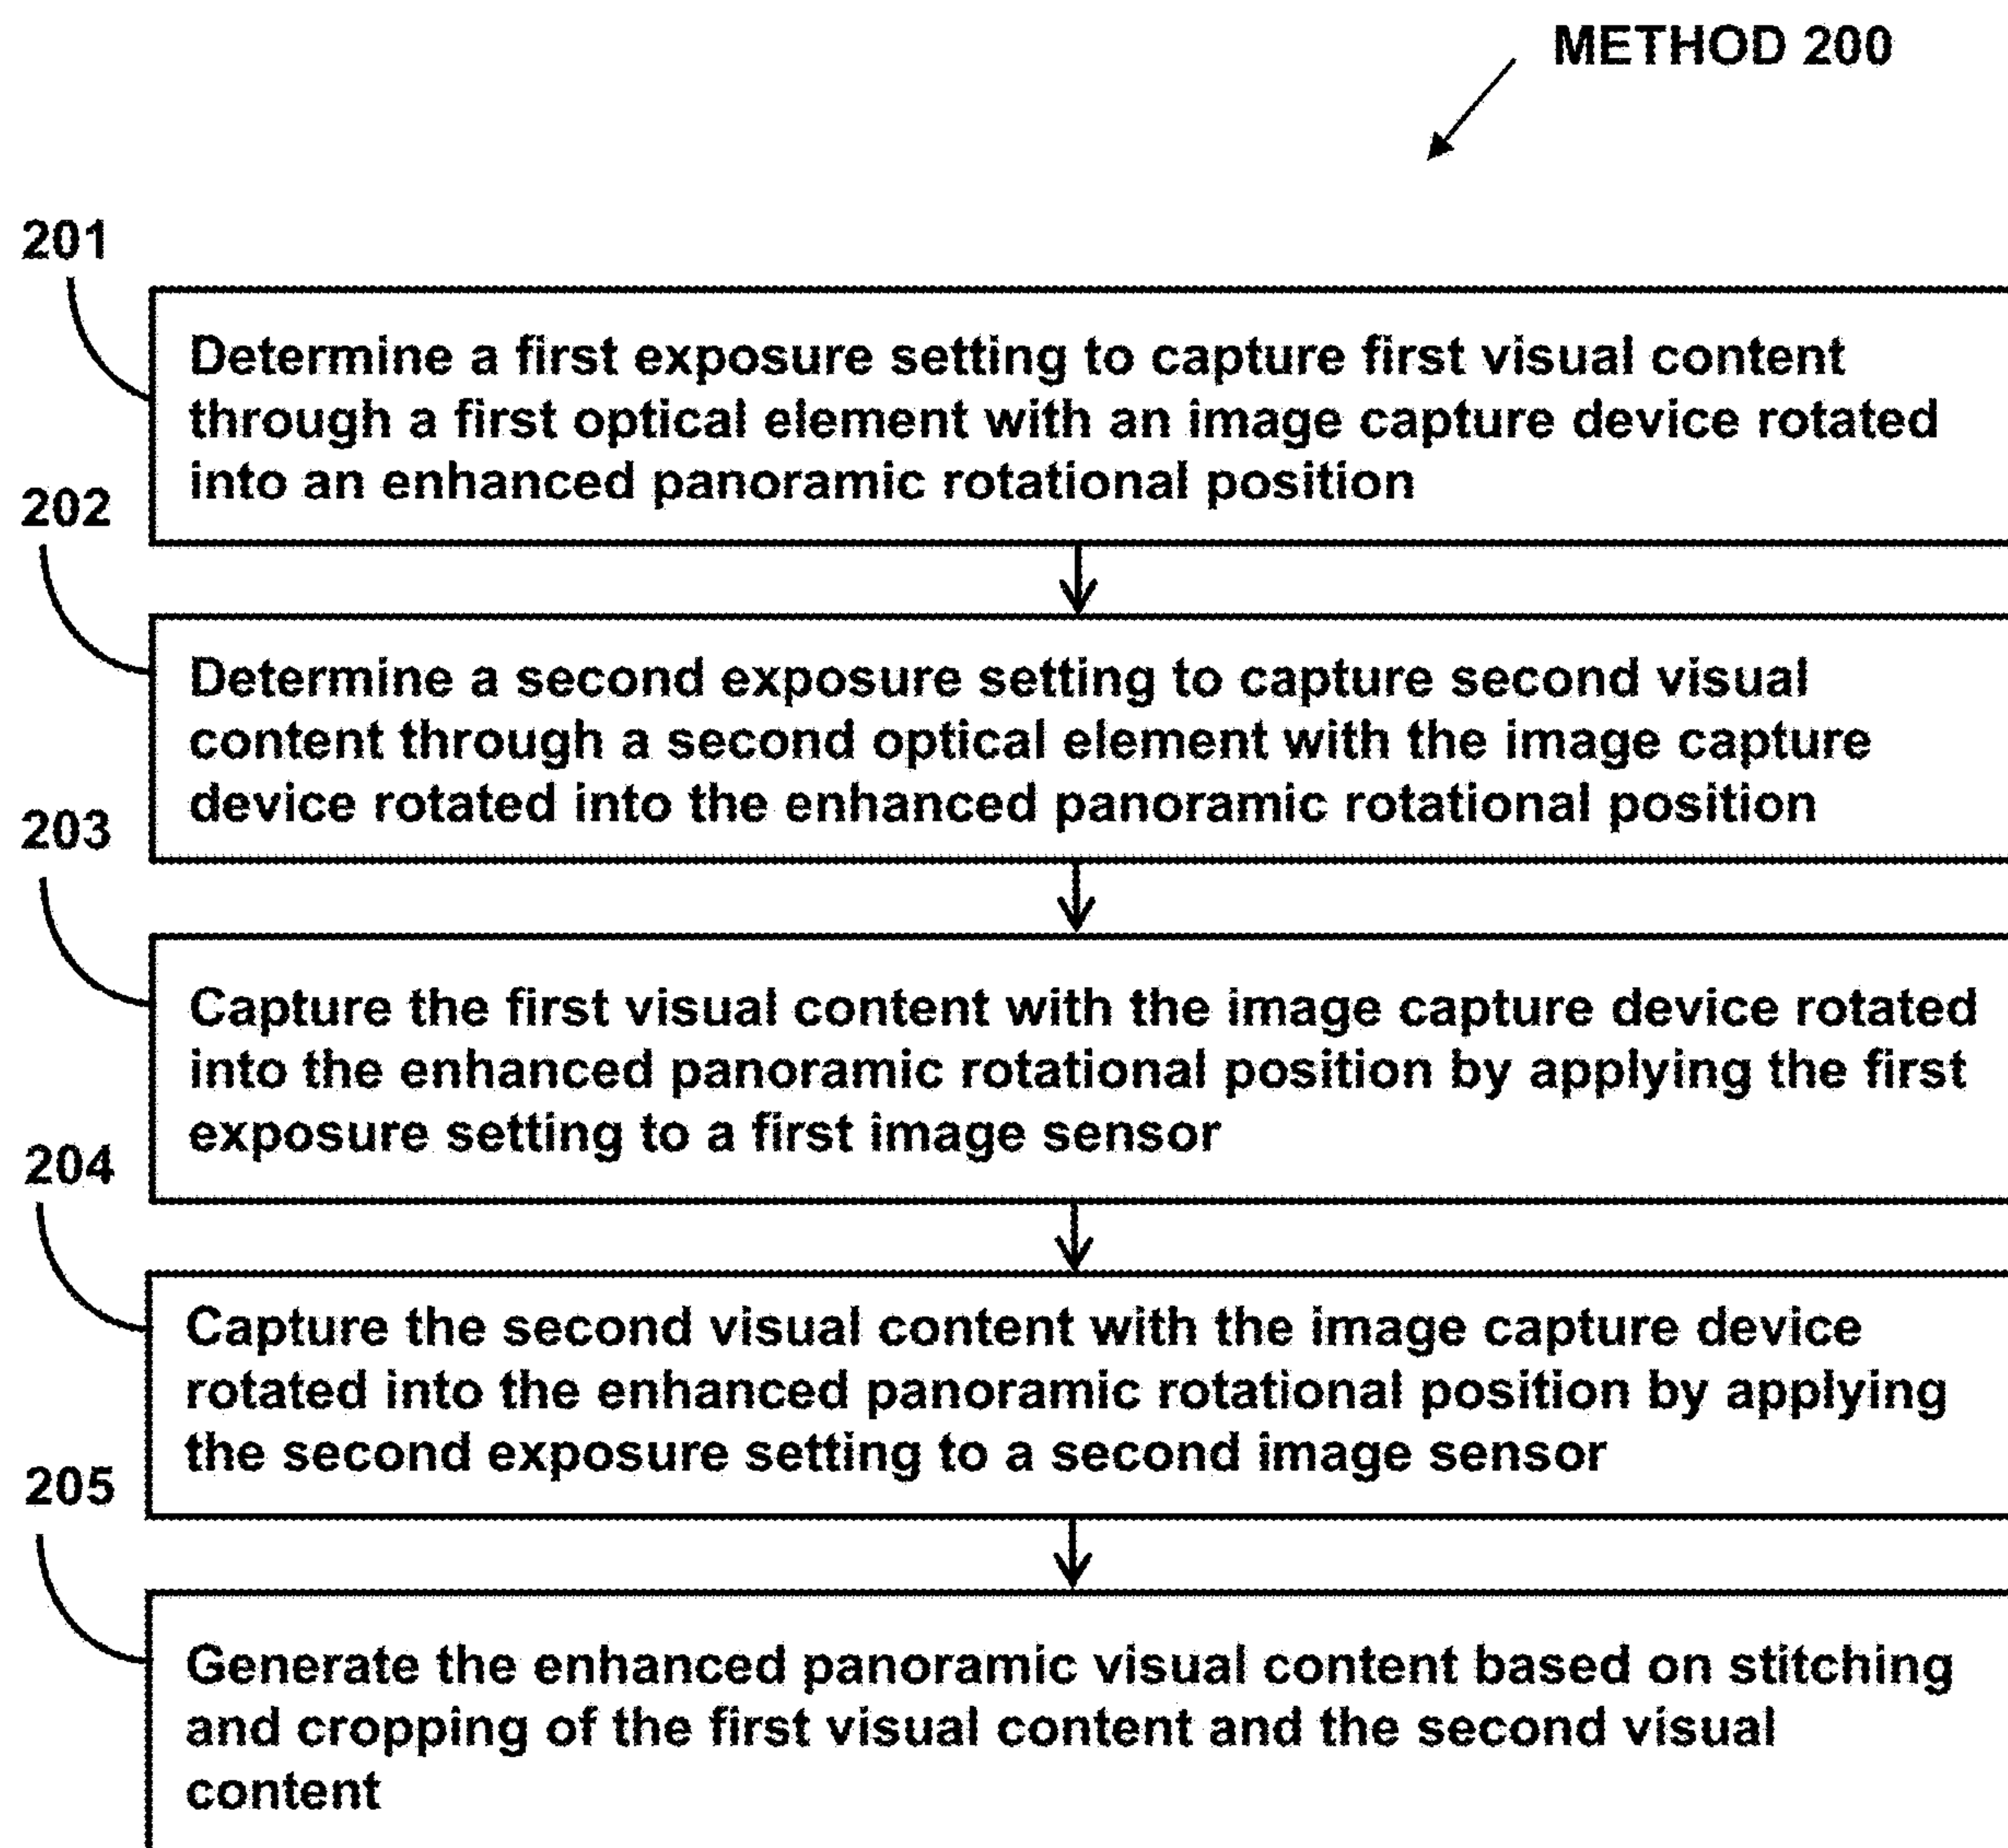 METHOD 200
201
Determine a first exposure setting to capture first visual content
through a first optical element with an image capture device rotated
into an enhanced panoramic rotational position
202
Determine a second exposure setting to capture second visual
content through a second optical element with the image capture
device rotated into the enhanced panoramic rotational position
203
Capture the first visual content with the image capture device rotated
into the enhanced panoramic rotational position by applying the first
exposure setting to a first image sensor
204
Capture the second visual content with the image capture device
rotated into the enhanced panoramic rotational position by applying
the second exposure setting to a second image sensor
205
Generate the enhanced panoramic visual content based on stitching
and cropping of the first visual content and the second visual
content